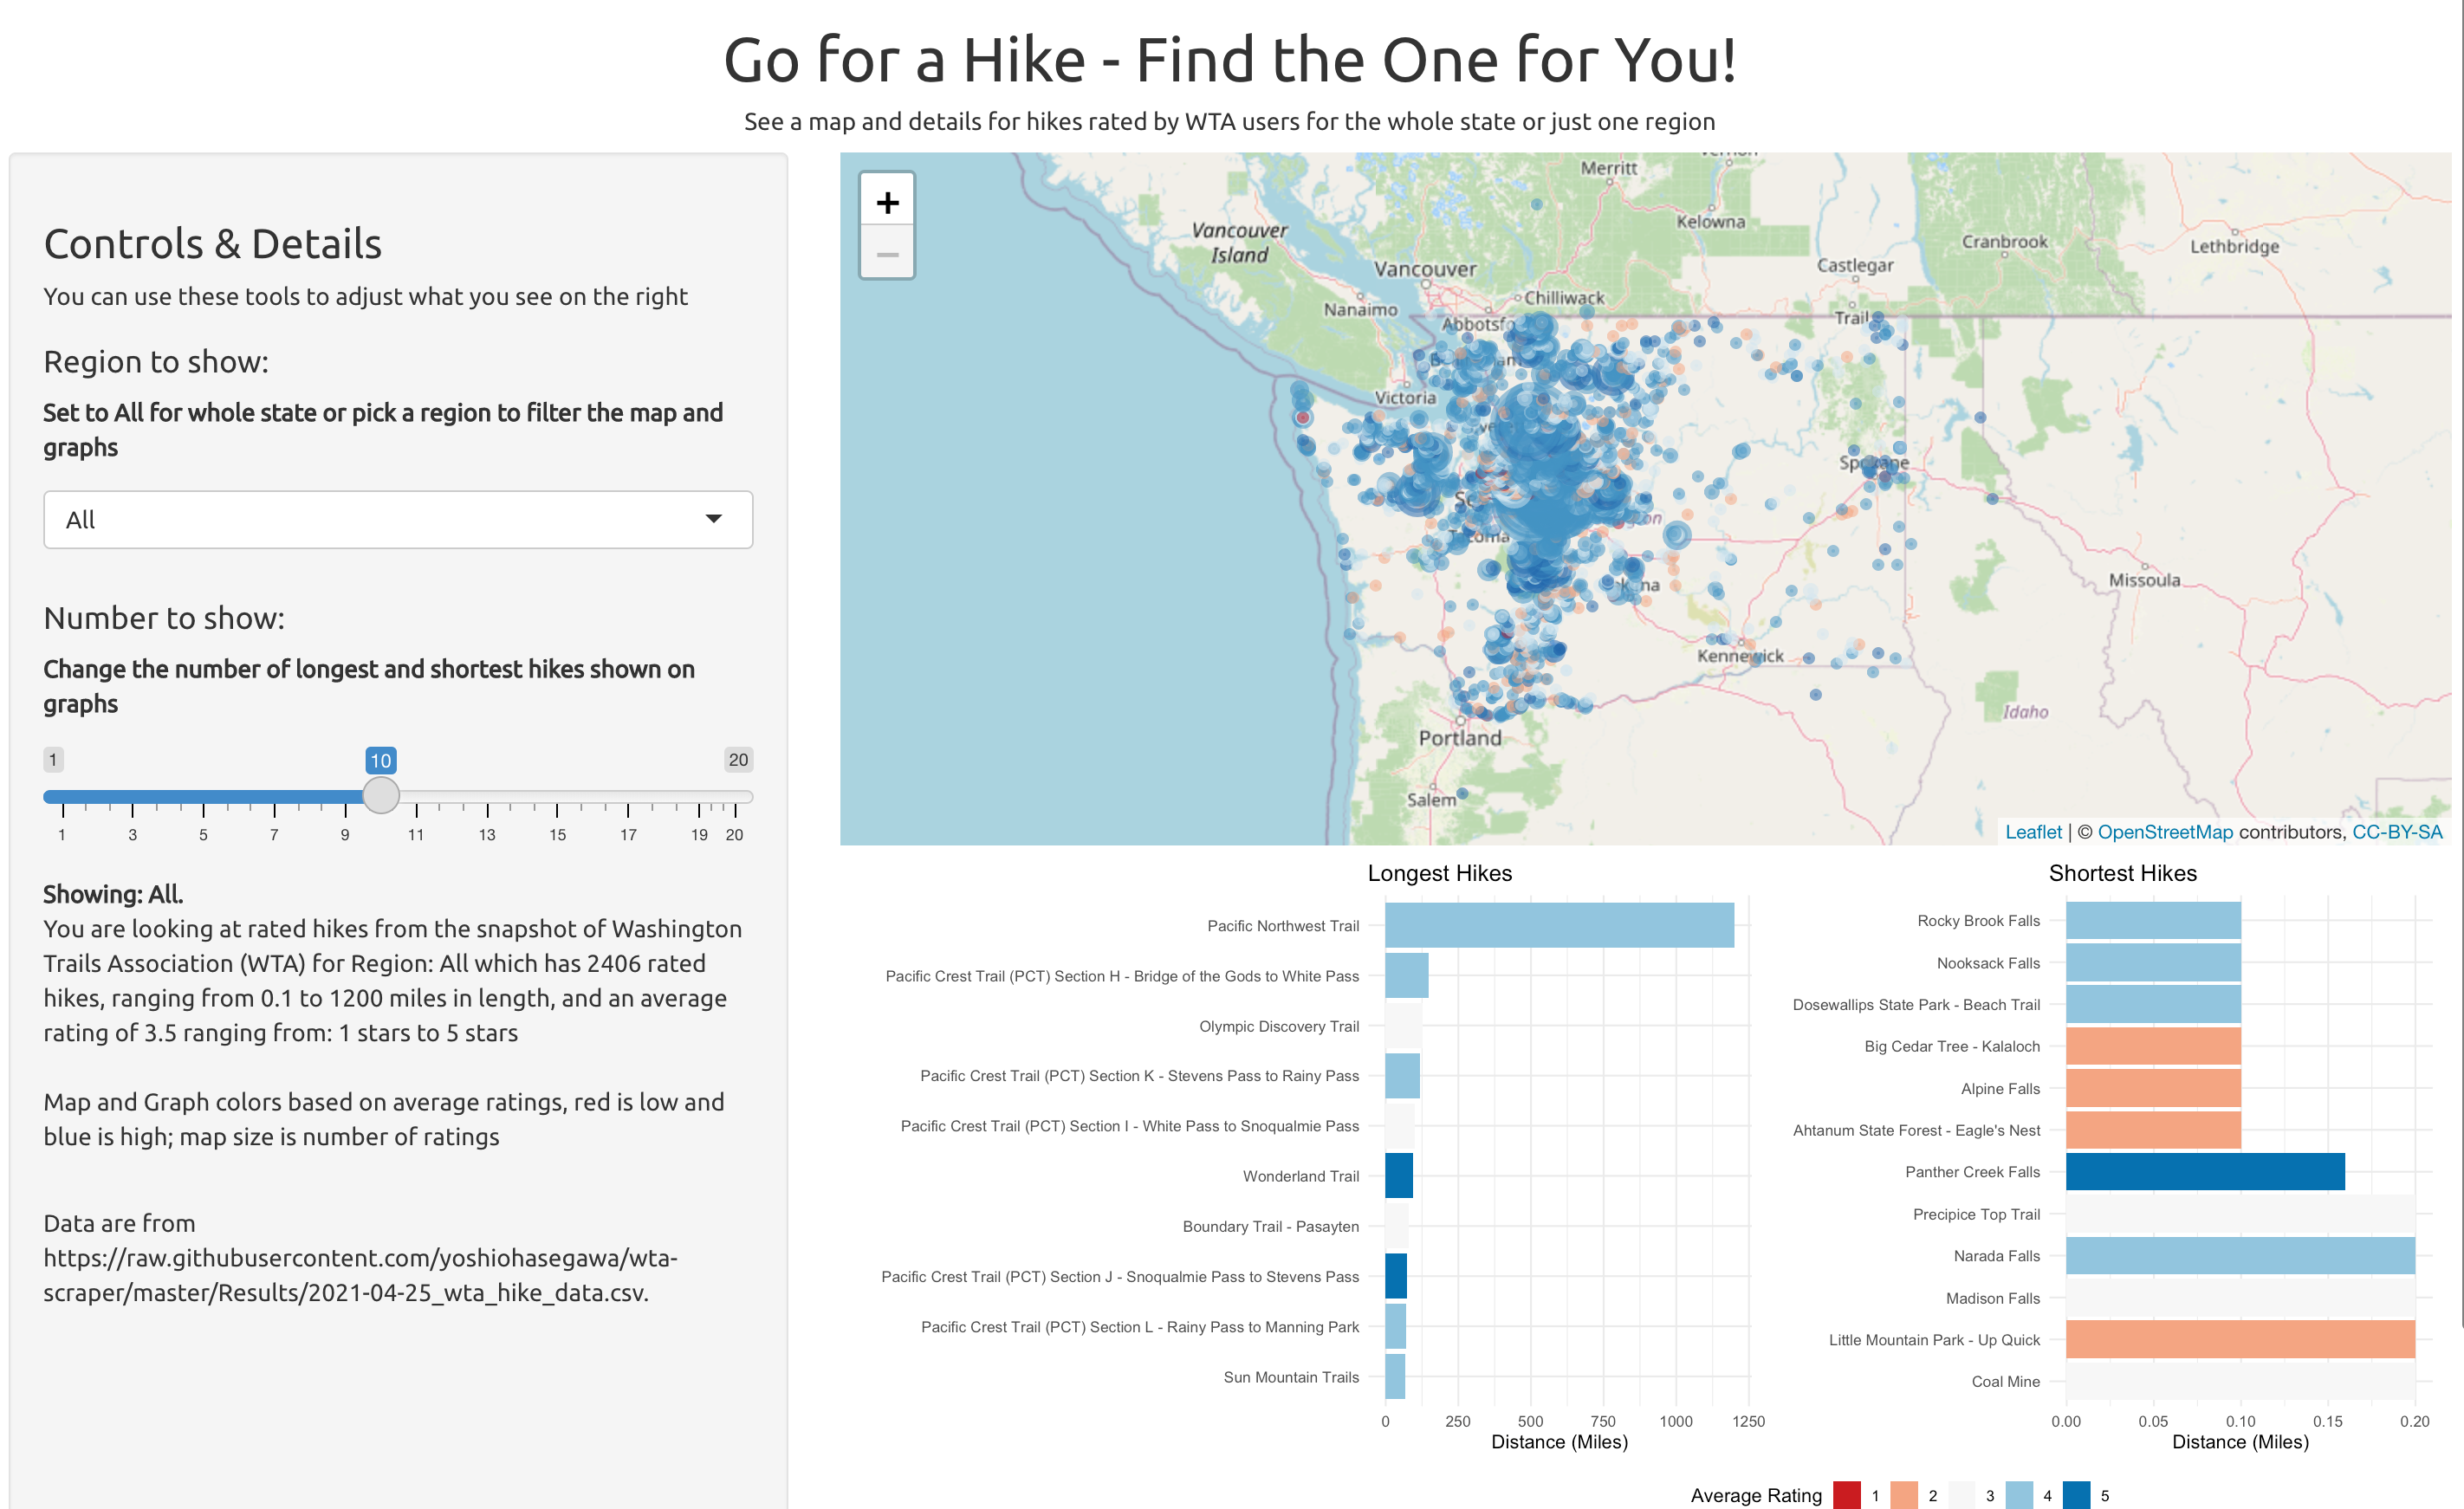 Go for a Hike - Find the One for You!
See a map and details for hikes rated by WTA users for the whole state or just one region
Controls & Details
You can use these tools to adjust what you see on the right
Region to show:
Set to All for whole state or pick a region to filter the map and
graphs
All
Number to show:
Change the number of longest and shortest hikes shown on
graphs
1
10
20
1 3 5 7 9 11 13 15 17 19 20
Showing: All.
You are looking at rated hikes from the snapshot of Washington
Trails Association (WTA) for Region: All which has 2406 rated
hikes, ranging from 0.1 to 1200 miles in length, and an average
rating of 3.5 ranging from: 1 stars to 5 stars
Map and Graph colors based on average ratings, red is low and
blue is high; map size is number of ratings
Data are from
https://raw.githubusercontent.com/yoshiohasegawa/wta-
scraper/master/Results/2021-04-25_wta_hike_data.csv.
+
−
Merritt
Kelowna
Vancouver
Island
Cranbrook
Lethbridge
Vancouver
Castlegar
Chilliwack
Nanaimo
Trail
Victoria
Spokane
Missoula
Kennewick
Idaho
Portland
Salem
Leaflet | © OpenStreetMap contributors, CC-BY-SA
Longest Hikes
Pacific Northwest Trail
Pacific Crest Trail (PCT) Section H - Bridge of the Gods to White Pass
Olympic Discovery Trail
Pacific Crest Trail (PCT) Section K - Stevens Pass to Rainy Pass
Pacific Crest Trail (PCT) Section I - White Pass to Snoqualmie Pass
Wonderland Trail
Boundary Trail - Pasayten
Pacific Crest Trail (PCT) Section J - Snoqualmie Pass to Stevens Pass
Pacific Crest Trail (PCT) Section L - Rainy Pass to Manning Park
Sun Mountain Trails
0 250 500 750 1000 1250
Distance (Miles)
Shortest Hikes
Rocky Brook Falls
Nooksack Falls
Dosewallips State Park - Beach Trail
Big Cedar Tree - Kalaloch
Alpine Falls
Ahtanum State Forest - Eagle's Nest
Panther Creek Falls
Precipice Top Trail
Narada Falls
Madison Falls
Little Mountain Park - Up Quick
Coal Mine
0.00 0.05 0.10 0.15 0.20
Distance (Miles)
Average Rating 1 2 3 4 5